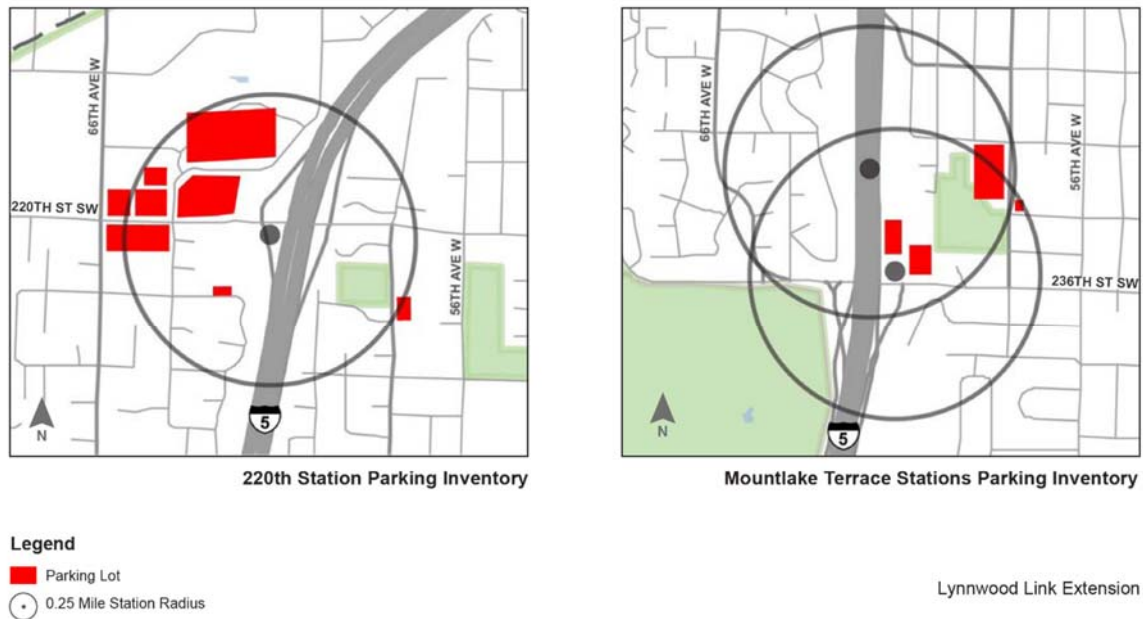 66TH AVE W
220TH ST SW
56TH AVE W
N
5
220th Station Parking Inventory
66TH AVE W
56TH AVE W
236TH ST SW
N
5
Mountlake Terrace Stations Parking Inventory
Legend
Parking Lot
0.25 Mile Station Radius
Lynnwood Link Extension